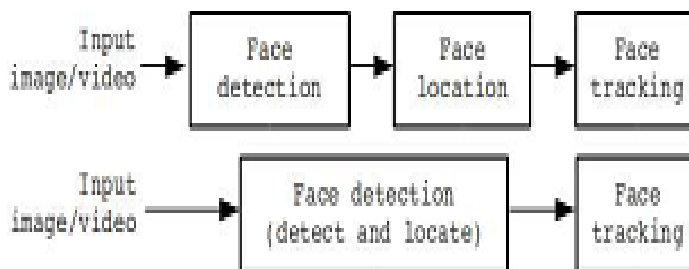 Input
image/video
Face
detection
Face
location
Face
tracking
Input
image/video
Face detection
(detect and locate)
Face
tracking